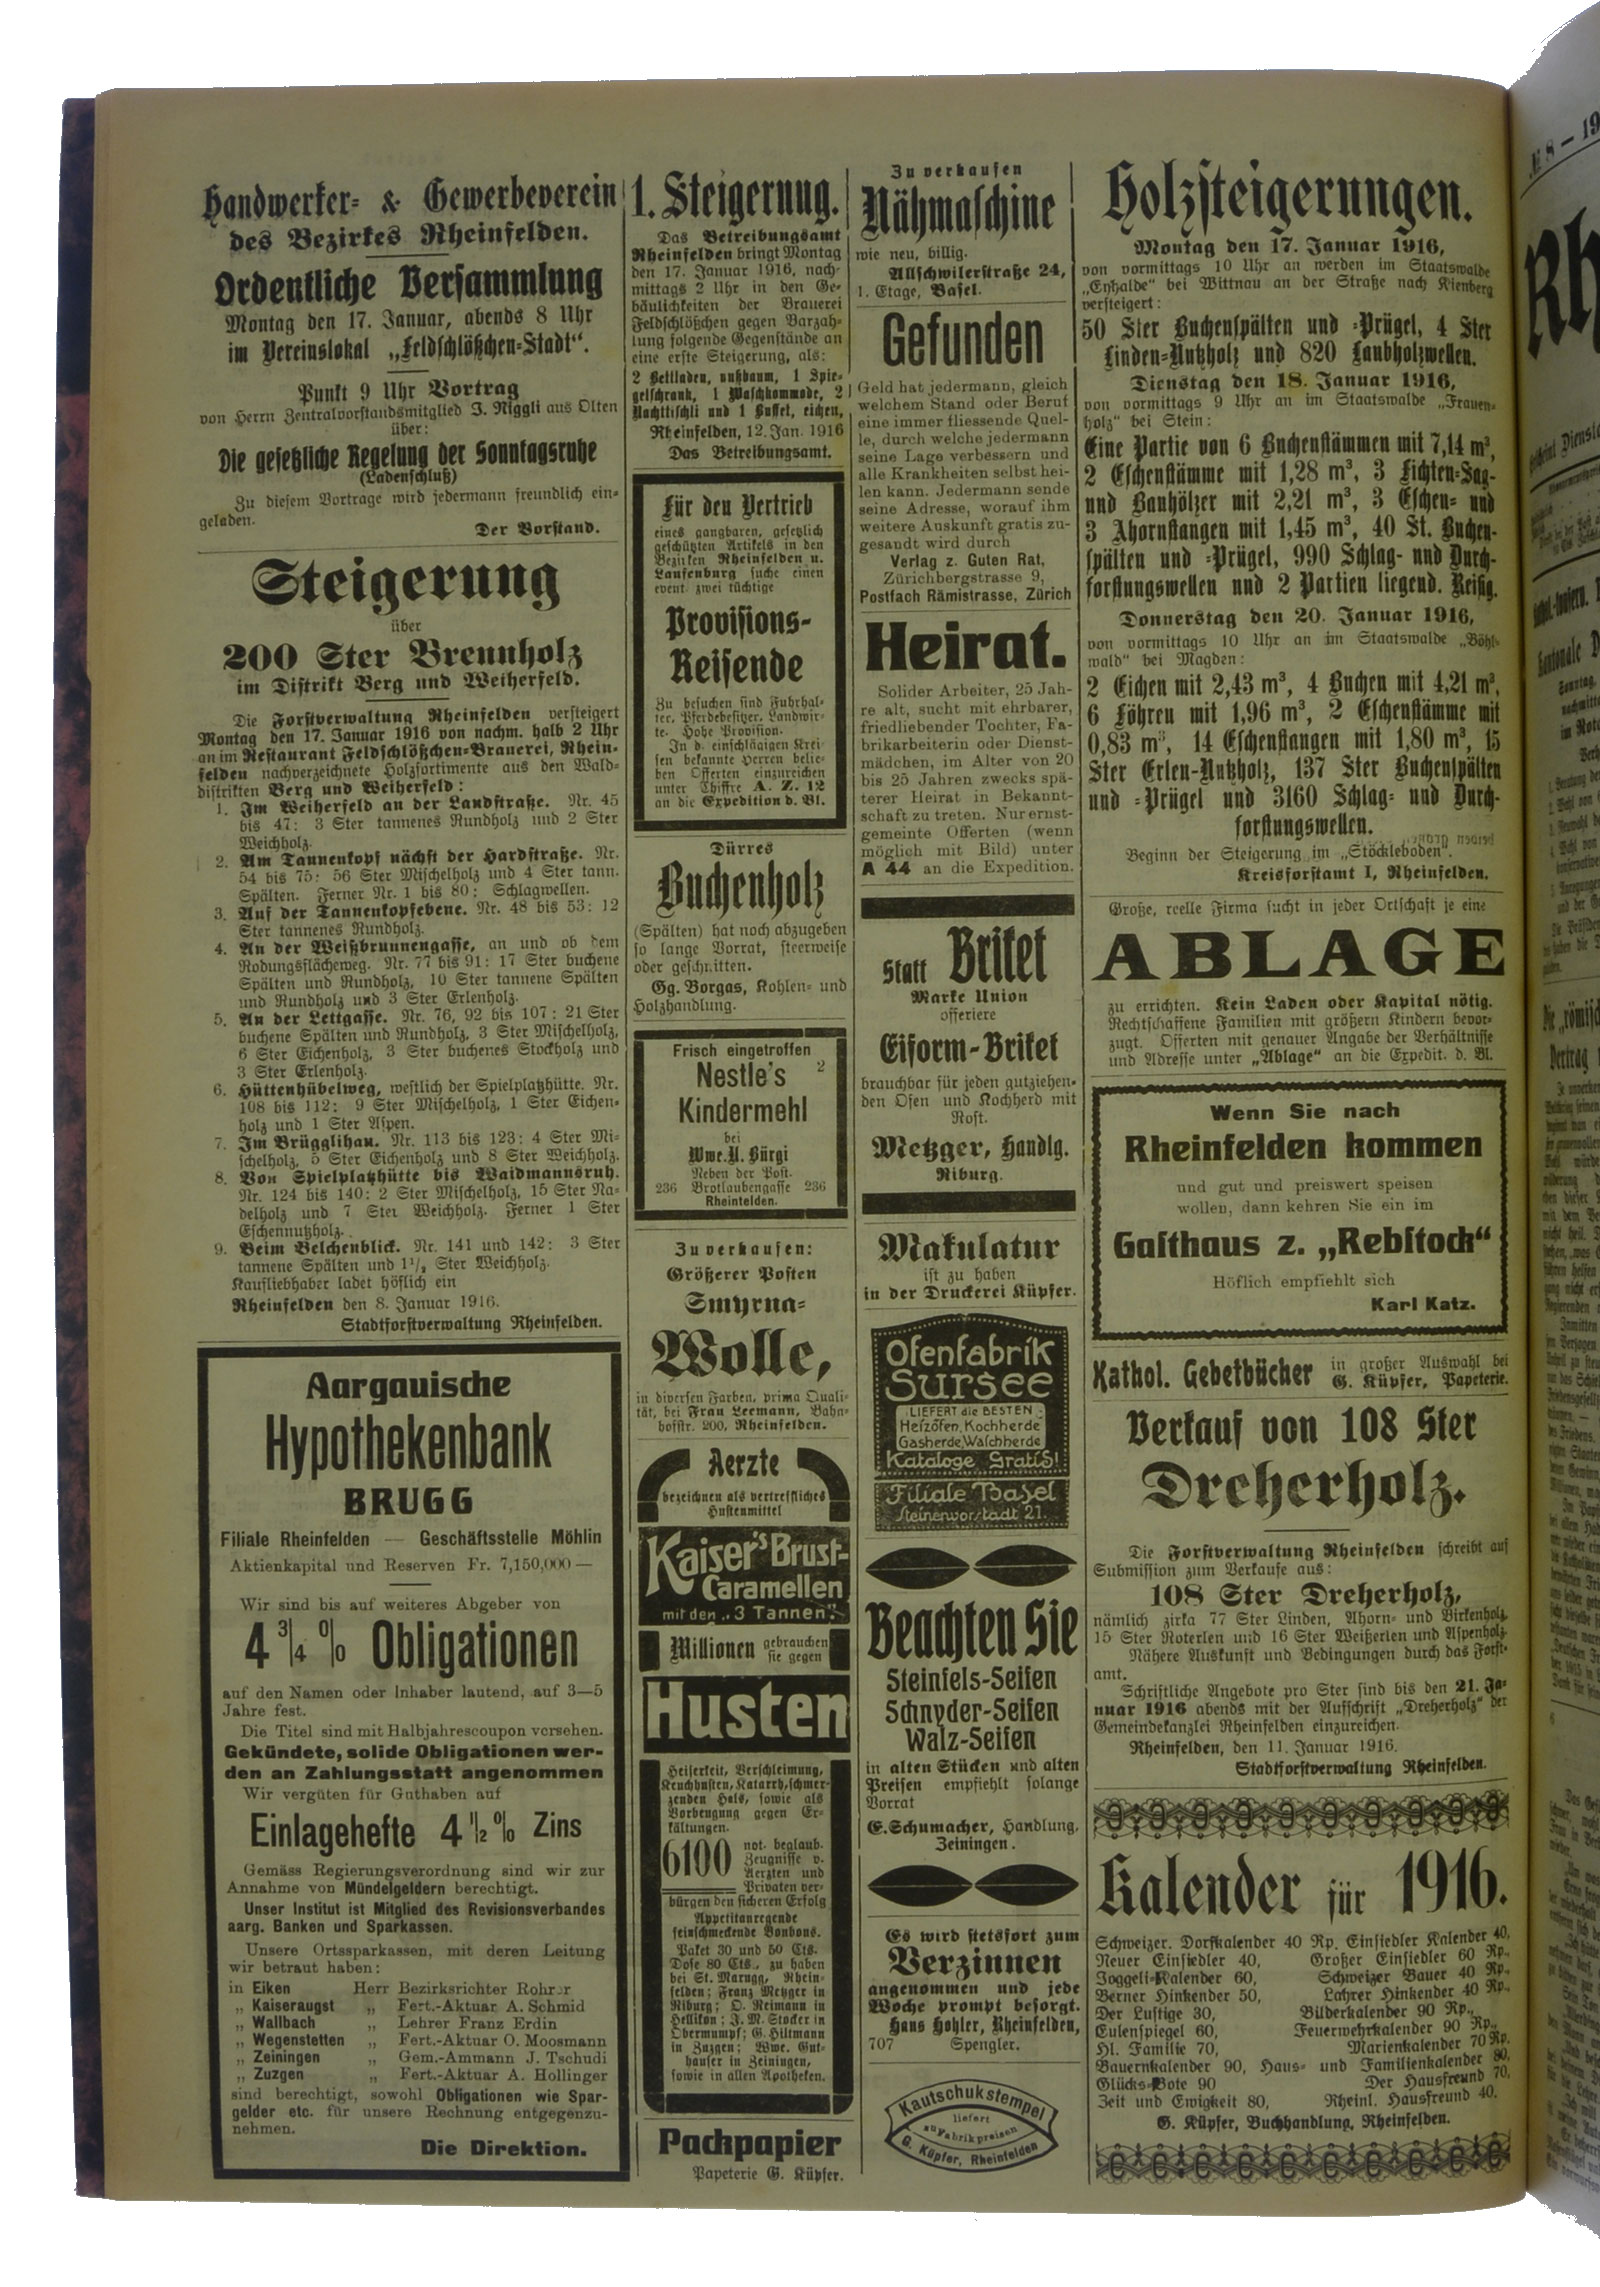 Handwerker- & Gewerbeverein
des Bezirkes Rheinfelden.
Ordentliche Versammlung
Montag den 17. Januar, abends 8 Uhr
im Vereinslokal „Feldschlößchen-Stadt“.
Punkt 9 Uhr Vortrag
von Herrn Zentralvorstandsmitglied J. Niggli aus Olten
über:
Die gesetzliche Regelung der Sonntagsruhe
(Ladenschluß)
Zu diesem Vortrage wird jedermann freundlich ein-
geladen.
Der Vorstand.
Steigerung
über
200 Ster Brennholz
im Distrikt Berg und Weiherfeld.
Die Forstverwaltung Rheinfelden versteigert
Montag den 17. Januar 1916 von nachm. halb 2 Uhr
an im Restaurant Feldschlößchen-Brauerei, Rhein-
felden nachverzeichnete Holzsortimente aus den Wald-
distrikten Berg und Weiherfeld:
1. Im Weiherfeld an der Landstraße. Nr. 45
bis 47: 3 Ster tannenes Rundholz und 2 Ster
Weichholz.
2. Am Tannenkopf nächst der Hardstraße. Nr.
54 bis 75: 56 Ster Mischelholz und 4 Ster tann.
Spälten. Ferner Nr. 1 bis 80: Schlagwellen.
3. Auf der Tannenkopfebene. Nr. 48 bis 53: 12
Ster tannenes Rundholz.
4. An der Weißbrunnengasse, an und ob dem
Rodungsflächeweg. Nr. 77 bis 91: 17 Ster buchene
Spälten und Rundholz, 10 Ster tannene Spälten
und Rundholz und 3 Ster Erlenholz.
5. An der Lettgasse. Nr. 76, 92 bis 107: 21 Ster
buchene Spälten und Rundholz, 3 Ster Mischelholz,
6 Ster Eichenholz, 3 Ster buchenes Stockholz und
3 Ster Erlenholz.
6. Hüttenhübelweg, westlich der Spielplatzhütte. Nr.
108 bis 112: 9 Ster Mischelholz, 1 Ster Eichen-
holz und 1 Ster Aspen.
7. Im Brügglihau. Nr. 113 bis 123: 4 Ster Mi-
schelholz, 5 Ster Eichenholz und 8 Ster Weichholz.
8. Von Spielplatzhütte bis Waidmannsruh.
Nr. 124 bis 140: 2 Ster Mischelholz, 15 Ster Na-
delholz und 7 Ster Weichholz. Ferner 1 Ster
Eschennutzholz.
9. Beim Belchenblick. Nr. 141 und 142: 3 Ster
tannene Spälten und 1½ Ster Weichholz.
Kaufsliebhaber ladet höflich ein
Rheinfelden den 8. Januar 1916.
Stadtforstverwaltung Rheinfelden.
Aargauische
Hypothekenbank
BRUGG
Filiale Rheinfelden — Geschäftsstelle Möhlin
Aktienkapital und Reserven Fr. 7,150,000 —
Wir sind bis auf weiteres Abgeber von
4 ¾ % Obligationen
auf den Namen oder Inhaber lautend, auf 3—5
Jahre fest.
Die Titel sind mit Halbjahrescoupon versehen.
Gekündete, solide Obligationen wer-
den an Zahlungsstatt angenommen
Wir vergüten für Guthaben auf
Einlagehefte 4 ½ % Zins
Gemäss Regierungsverordnung sind wir zur
Annahme von Mündelgeldern berechtigt.
Unser Institut ist Mitglied des Revisionsverbandes
aarg. Banken und Sparkassen.
Unsere Ortssparkassen, mit deren Leitung
wir betraut haben:
in Eiken Herr Bezirksrichter Rohrer
„ Kaiseraugst „ Fert.-Aktuar A. Schmid
„ Wallbach „ Lehrer Franz Erdin
„ Wegenstetten „ Fert.-Aktuar O. Moosmann
„ Zeiningen „ Gem.-Ammann J. Tschudi
„ Zuzgen „ Fert.-Aktuar A. Hollinger
sind berechtigt, sowohl Obligationen wie Spar-
gelder etc. für unsere Rechnung entgegenzu-
nehmen.
Die Direktion.
1. Steigerung.
Das Betreibungsamt
Rheinfelden bringt Montag
den 17. Januar 1916, nach-
mittags 2 Uhr in den Ge-
bäulichkeiten der Brauerei
Feldschlößchen gegen Barzah-
lung folgende Gegenstände an
eine erste Steigerung, als:
2 Bettladen, nußbaum, 1 Spie-
gelschrank, 1 Waschkommode, 2
Nachttischli und 1 Buffet, eichen,
Rheinfelden, 12. Jan. 1916
Das Betreibungsamt.
Für den Vertrieb
eines gangbaren, gesetzlich
geschützten Artikels in den
Bezirken Rheinfelden u.
Laufenburg suche einen
event. zwei tüchtige
Provisions-
Reisende
Zu besuchen sind Fuhrhal-
ter, Pferdebesitzer, Landwir-
te. Hohe Provision.
In d. einschlägigen Krei-
sen bekannte Herren belie-
ben Offerten einzureichen
unter Chiffre A. Z. 12
an die Expedition d. Bl.
Dürres
Buchenholz
(Spälten) hat noch abzugeben
so lange Vorrat, steerweise
oder geschnitten.
Gg. Borgas, Kohlen- und
Holzhandlung.
Frisch eingetroffen
Nestle's 2
Kindermehl
bei
Wwe. A. Bürgi
Neben der Post.
236 Brotlaubengasse 236
Rheinfelden.
Zu verkaufen:
Größerer Posten
Smyrna-
Wolle,
in diversen Farben, prima Quali-
tät, bei Frau Leemann, Bahn-
hofstr. 200, Rheinfelden.
Aerzte
bezeichnen als vortreffliches
Hustenmittel
Kaiser's Brust-
Caramellen
mit den „3 Tannen“.
Millionen gebrauchen
sie gegen
Husten
Heiserkeit, Verschleimung,
Keuchhusten, Katarrh, schmer-
zenden Hals, sowie als
Vorbeugung gegen Er-
kältungen.
6100 not. beglaub.
Zeugnisse v.
Aerzten und
Privaten ver-
bürgen den sicheren Erfolg
Appetitanregende
feinschmeckende Bonbons.
Paket 30 und 50 Cts.
Dose 80 Cts., zu haben
bei St. Marugg, Rhein-
felden; Franz Metzger in
Riburg; O. Reimann in
Hellikon; J. M. Stocker in
Obermumpf; G. Hiltmann
in Zuzgen; Wwe. Gut-
hauser in Zeiningen,
sowie in allen Apotheken.
Packpapier
Papeterie G. Küpfer.
Zu verkaufen
Nähmaschine
wie neu, billig.
Allschwilerstraße 24,
1. Etage, Basel.
Gefunden
Geld hat jedermann, gleich
welchem Stand oder Beruf
eine immer fliessende Quel-
le, durch welche jedermann
seine Lage verbessern und
alle Krankheiten selbst hei-
len kann. Jedermann sende
seine Adresse, worauf ihm
weitere Auskunft gratis zu-
gesandt wird durch
Verlag z. Guten Rat,
Zürichbergstrasse 9,
Postfach Rämistrasse, Zürich
Heirat.
Solider Arbeiter, 25 Jah-
re alt, sucht mit ehrbarer,
friedliebender Tochter, Fa-
brikarbeiterin oder Dienst-
mädchen, im Alter von 20
bis 25 Jahren zwecks spä-
terer Heirat in Bekannt-
schaft zu treten. Nur ernst-
gemeinte Offerten (wenn
möglich mit Bild) unter
A 44 an die Expedition.
Statt Briket
Marke Union
offeriere
Eiform-Briket
brauchbar für jeden gutziehen-
den Ofen und Kochherd mit
Rost.
Metzger, Handlg.
Riburg.
Makulatur
ist zu haben
in der Druckerei Küpfer.
Ofenfabrik
Sursee
LIEFERT die BESTEN
Heizöfen, Kochherde
Gasherde, Waschherde
Kataloge Gratis!
Filiale Basel
Steinenvorstadt 21.
Beachten Sie
Steinfels-Seifen
Schnyder-Seifen
Walz-Seifen
in alten Stücken und alten
Preisen empfiehlt solange
Vorrat
E. Schumacher, Handlung,
Zeiningen.
Es wird stetsfort zum
Verzinnen
angenommen und jede
Woche prompt besorgt.
Hans Hohler, Rheinfelden,
707 Spengler.
Kautschukstempel
liefert
zu Fabrikpreisen
G. Küpfer, Rheinfelden
Holzsteigerungen.
Montag den 17. Januar 1916,
von vormittags 10 Uhr an werden im Staatswalde
„Eyhalde“ bei Wittnau an der Straße nach Kienberg
versteigert:
50 Ster Buchenspälten und -Prügel, 4 Ster
Linden-Nutzholz und 820 Laubholzwellen.
Dienstag den 18. Januar 1916,
von vormittags 9 Uhr an im Staatswalde „Frauen-
holz“ bei Stein:
Eine Partie von 6 Buchenstämmen mit 7,14 m³,
2 Eschenstämme mit 1,28 m³, 3 Fichten-Sag-
und Bauhölzer mit 2,21 m³, 3 Eschen- und
3 Ahornstangen mit 1,45 m³, 40 St. Buchen-
spälten und -Prügel, 990 Schlag- und Durch-
forstungswellen und 2 Partien liegend. Reisig.
Donnerstag den 20. Januar 1916,
von vormittags 10 Uhr an im Staatswalde „Böhl-
wald“ bei Magden:
2 Eichen mit 2,43 m³, 4 Buchen mit 4,21 m³,
6 Föhren mit 1,96 m³, 2 Eschenstämme mit
0,83 m³, 14 Eschenstangen mit 1,80 m³, 15
Ster Erlen-Nutzholz, 137 Ster Buchenspälten
und -Prügel und 3160 Schlag- und Durch-
forstungswellen.
Beginn der Steigerung im „Stöckleboden“.
Kreisforstamt I, Rheinfelden.
Große, reelle Firma sucht in jeder Ortschaft je eine
ABLAGE
zu errichten. Kein Laden oder Kapital nötig.
Rechtschaffene Familien mit größern Kindern bevor-
zugt. Offerten mit genauer Angabe der Verhältnisse
und Adresse unter „Ablage“ an die Expedit. d. Bl.
Wenn Sie nach
Rheinfelden kommen
und gut und preiswert speisen
wollen, dann kehren Sie ein im
Gasthaus z. „Rebstock“
Höflich empfiehlt sich
Karl Katz.
Kathol. Gebetbücher in großer Auswahl bei
G. Küpfer, Papeterie.
Verkauf von 108 Ster
Dreherholz.
Die Forstverwaltung Rheinfelden schreibt auf
Submission zum Verkaufe aus:
108 Ster Dreherholz,
nämlich zirka 77 Ster Linden, Ahorn- und Birkenholz,
15 Ster Roterlen und 16 Ster Weißerlen und Aspenholz.
Nähere Auskunft und Bedingungen durch das Forst-
amt.
Schriftliche Angebote pro Ster sind bis den 21. Ja-
nuar 1916 abends mit der Aufschrift „Dreherholz“ der
Gemeindekanzlei Rheinfelden einzureichen.
Rheinfelden, den 11. Januar 1916.
Stadtforstverwaltung Rheinfelden.
Kalender für 1916.
Schweizer. Dorfkalender 40 Rp. Einsiedler Kalender 40,
Neuer Einsiedler 40, Großer Einsiedler 60 Rp.,
Joggeli-Kalender 60, Schweizer Bauer 40 Rp.
Berner Hinkender 50, Lahrer Hinkender 40 Rp.,
Der Lustige 30, Bilderkalender 90 Rp.,
Eulenspiegel 60, Feuerwehrkalender 90 Rp.,
Hl. Familie 70, Marienkalender 70 Rp.
Bauernkalender 90, Haus- und Familienkalender 80,
Glücks-Bote 90 Der Hausfreund 70,
Zeit und Ewigkeit 80, Rheinl. Hausfreund 40.
G. Küpfer, Buchhandlung, Rheinfelden.
№ 8 — 19
Rh